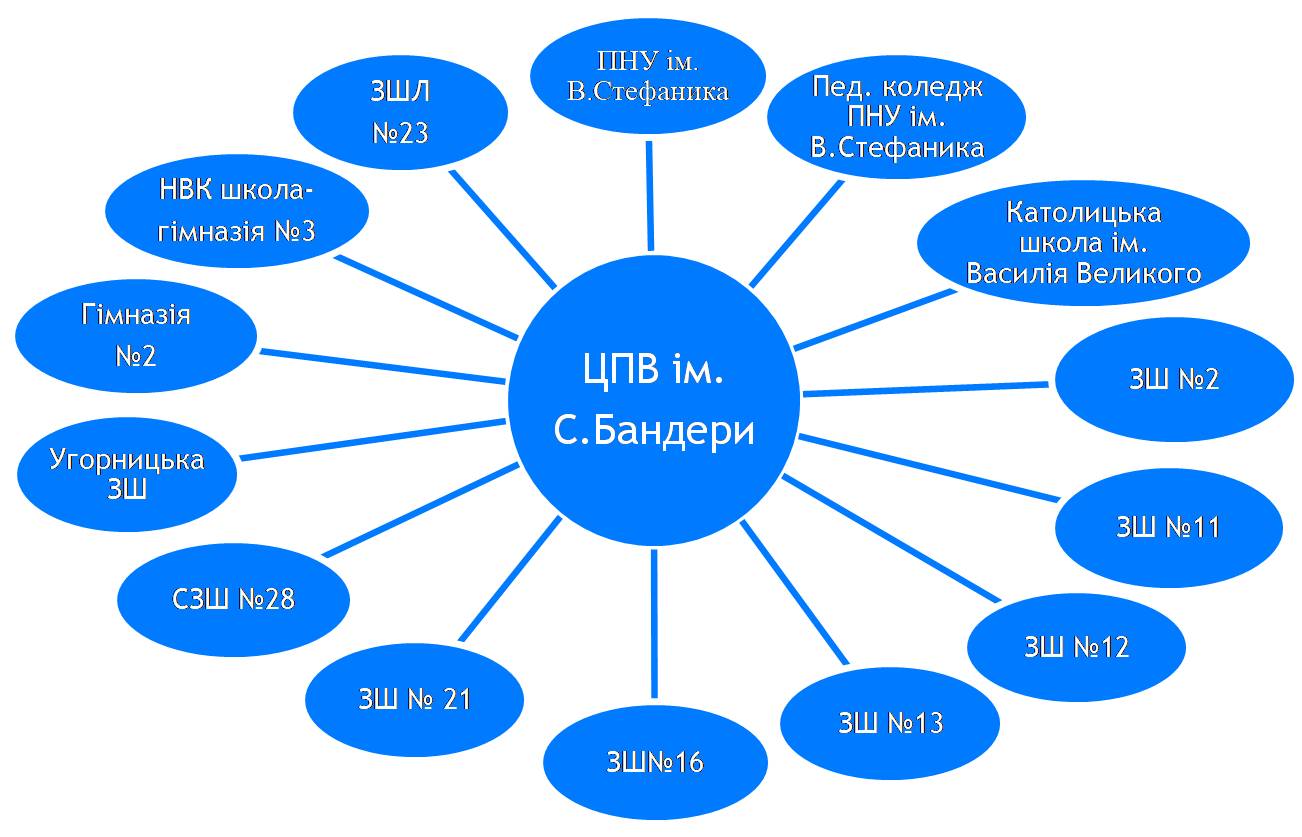 ПНУ ім.
В.Стефаника
Пед. коледж
ПНУ ім.
В.Стефаника
Католицька
школа ім.
Василія Великого
ЗШ №2
ЗШ №11
ЗШ №12
ЗШ №13
ЗШ№16
ЗШ № 21
СЗШ №28
Угорницька
ЗШ
Гімназія
№2
НВК школа-
гімназія №3
ЗШЛ
№23
ЦПВ ім.
С.Бандери